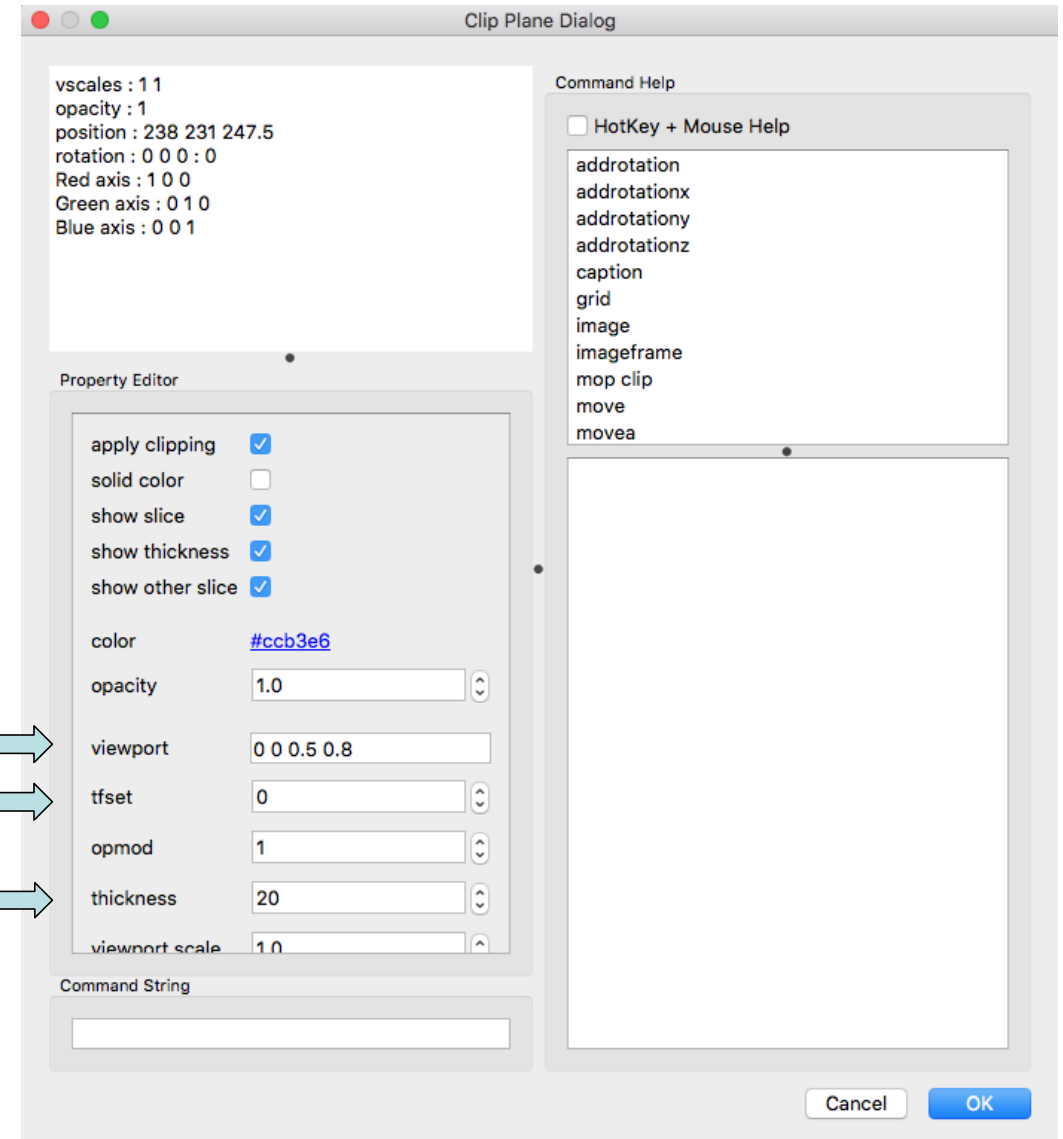 Clip Plane Dialog
vscales : 1 1
opacity : 1
position : 238 231 247.5
rotation : 0 0 0 : 0
Red axis : 1 0 0
Green axis : 0 1 0
Blue axis : 0 0 1
Property Editor
apply clipping
solid color
show slice
show thickness
show other slice
color #ccb3e6
opacity 1.0
viewport 0 0 0.5 0.8
tfset 0
opmod 1
thickness 20
viewport scale 1.0
Command String
Command Help
HotKey + Mouse Help
addrotation
addrotationx
addrotationy
addrotationz
caption
grid
image
imageframe
mop clip
move
movea
Cancel
OK